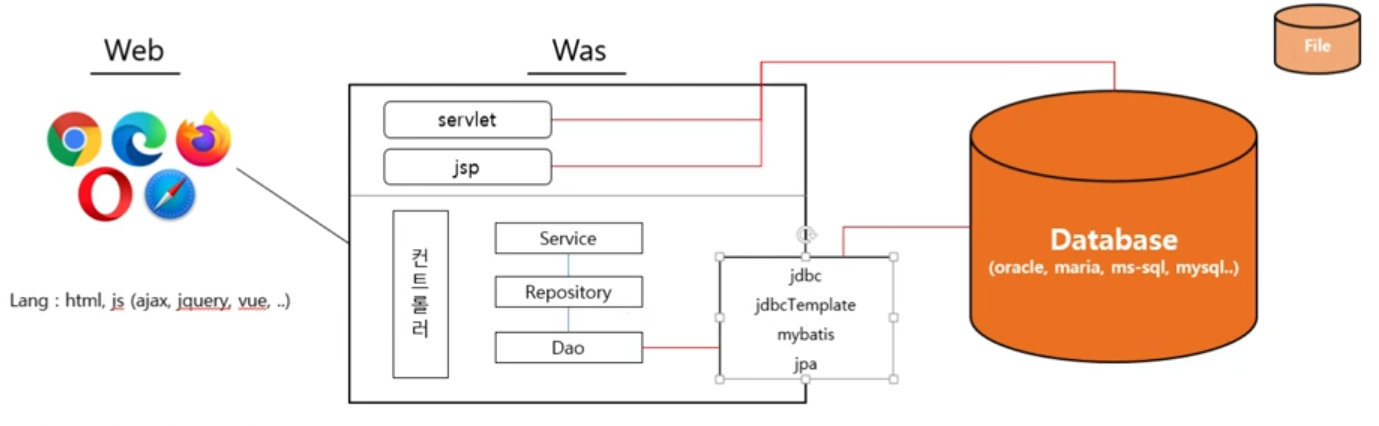 Web
Was
File
servlet
jsp
컨트롤러
Service
Repository
Dao
jdbc
jdbcTemplate
mybatis
jpa
Database
(oracle, maria, ms-sql, mysql..)
Lang : html, js (ajax, jquery, vue, ..)